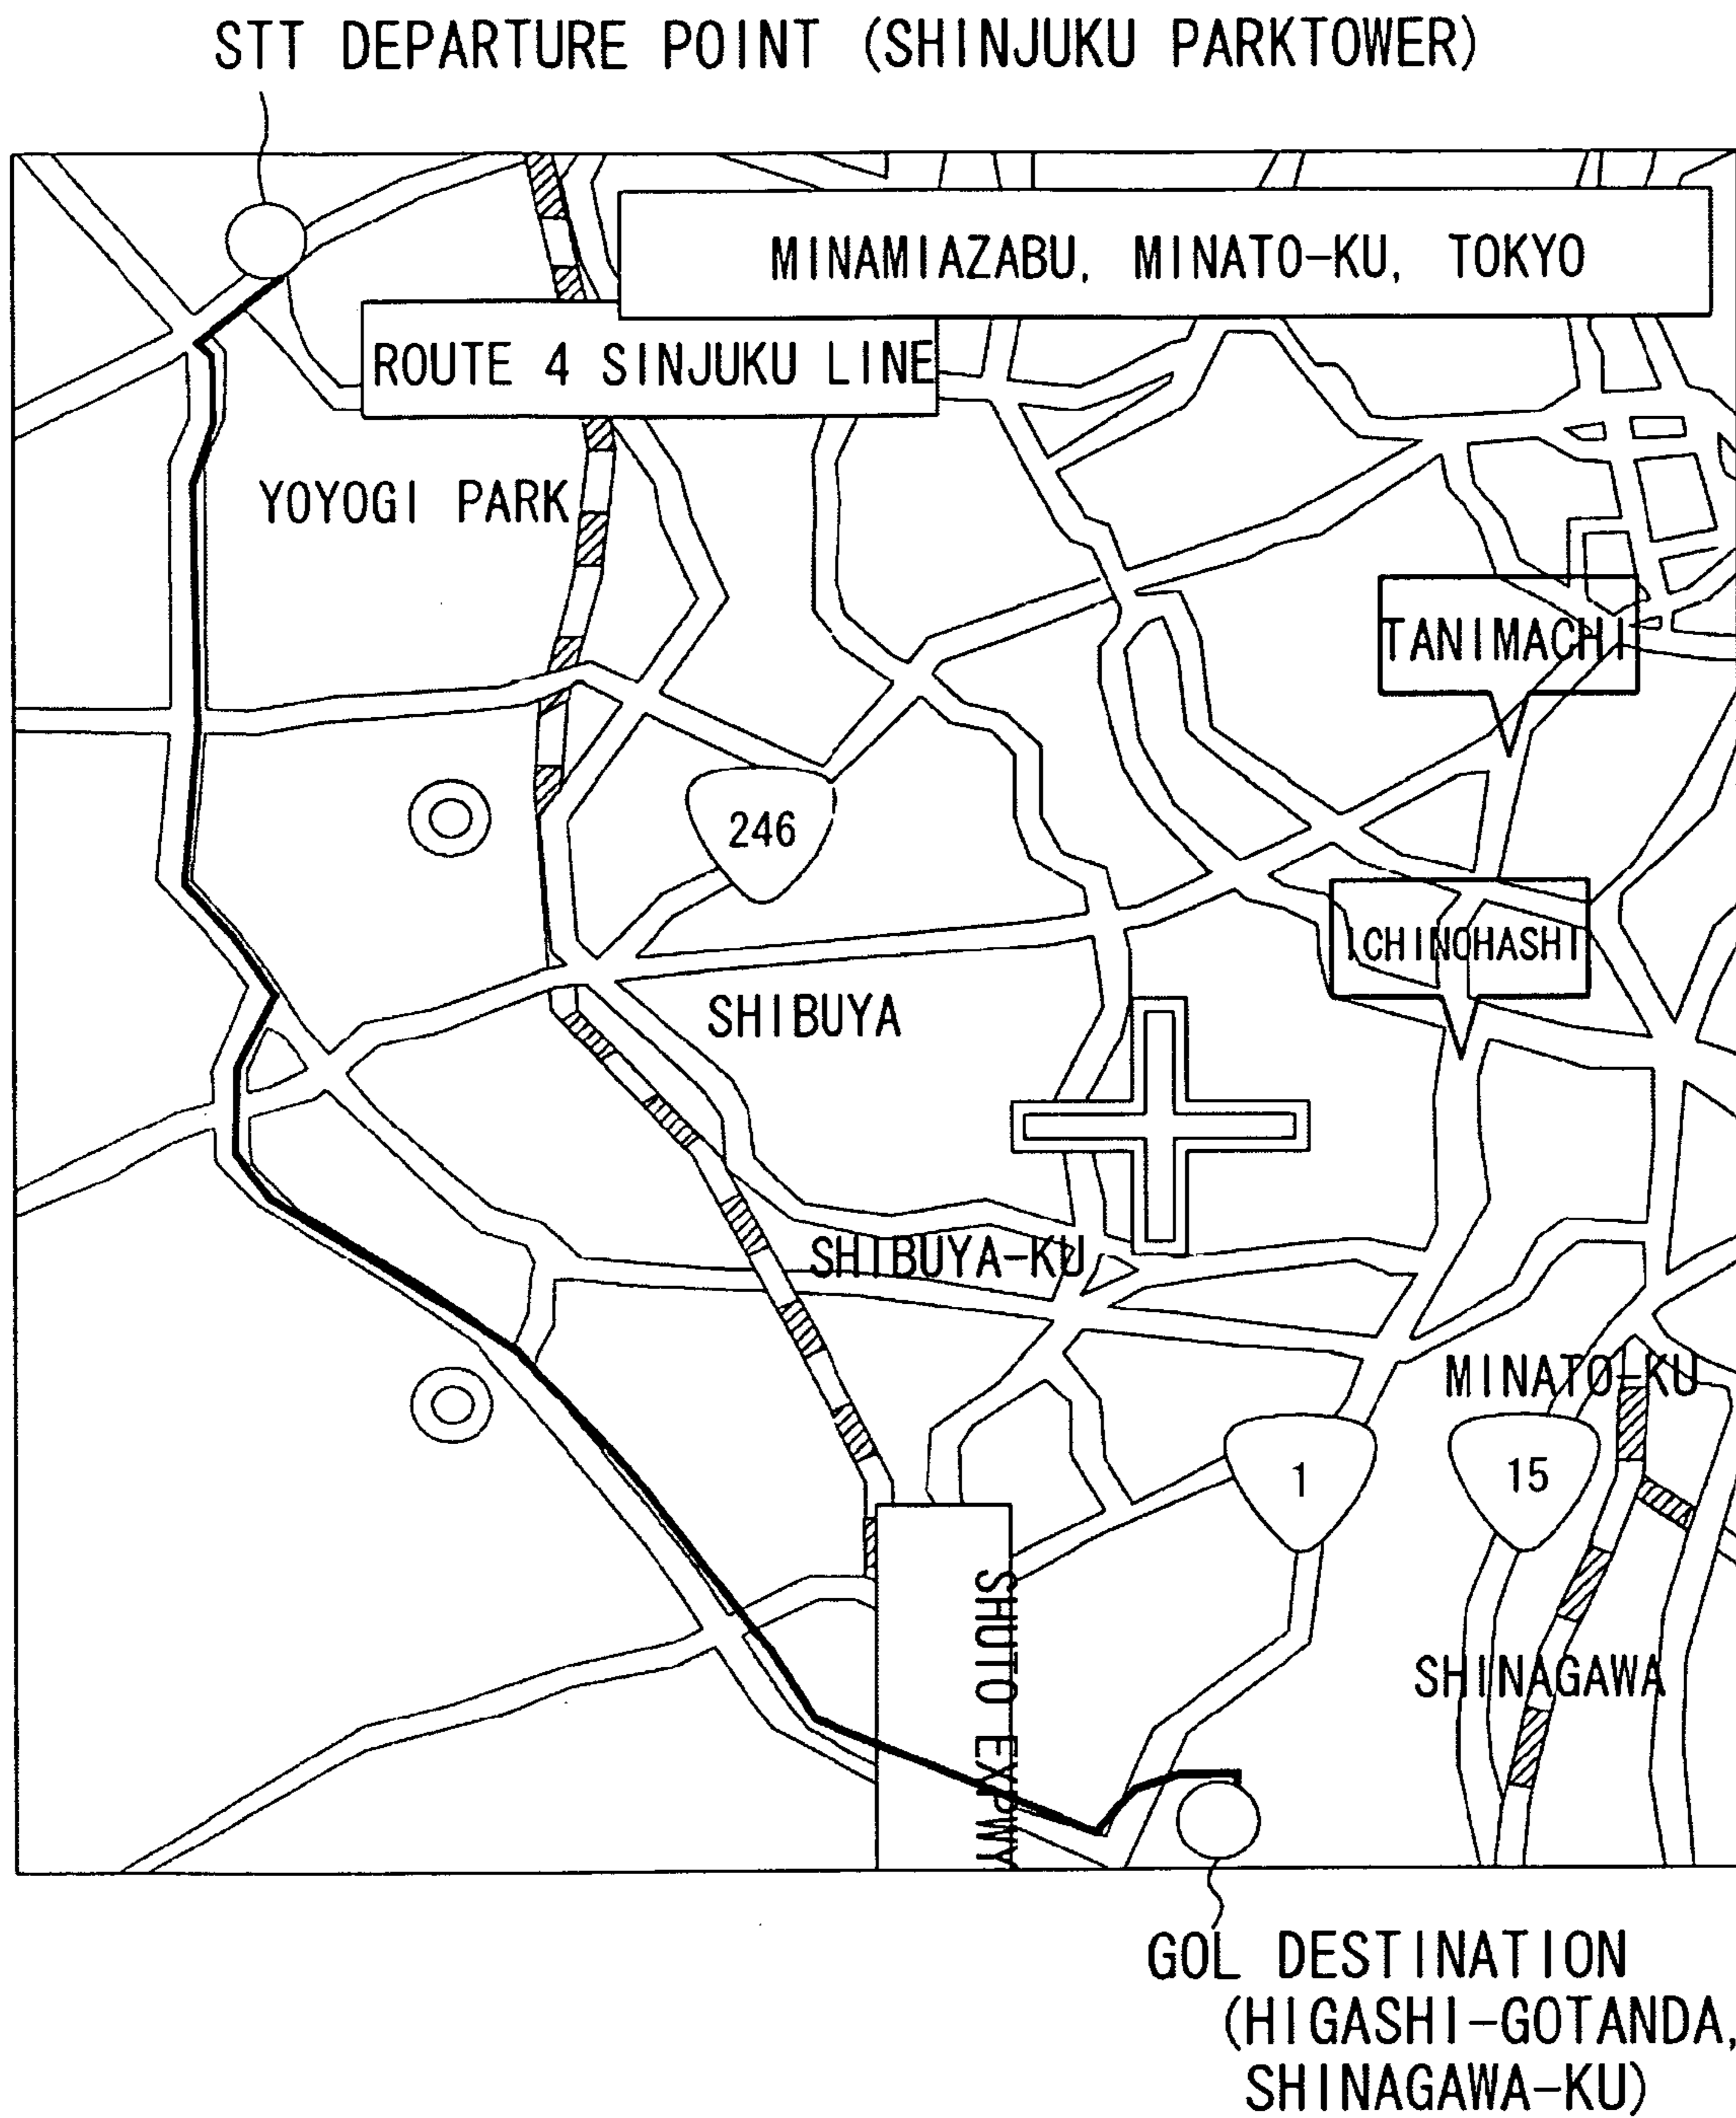 STT DEPARTURE POINT (SHINJUKU PARKTOWER)
MINAMIAZABU, MINATO-KU, TOKYO
ROUTE 4 SINJUKU LINE
YOYOGI PARK
TANIMACHI
246
ICHINOHASHI
SHIBUYA
SHIBUYA-KU
MINATO-KU
1
15
SHUTO EXPWY
SHINAGAWA
GOL DESTINATION
(HIGASHI-GOTANDA,
SHINAGAWA-KU)